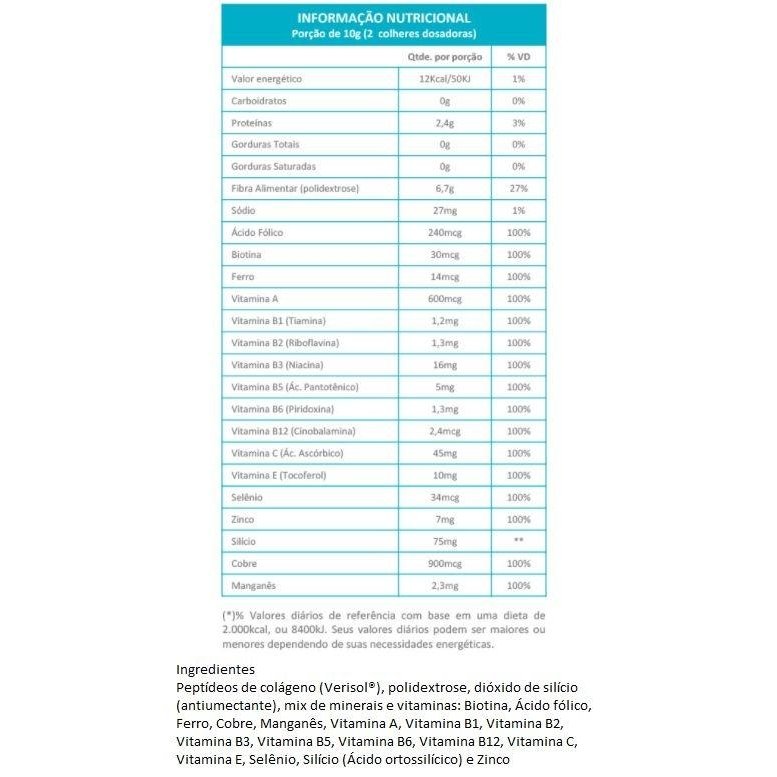 INFORMAÇÃO NUTRICIONAL
Porção de 10g (2 colheres dosadoras)
Qtde. por porção % VD
Valor energético 12Kcal/50KJ 1%
Carboidratos 0g 0%
Proteínas 2,4g 3%
Gorduras Totais 0g 0%
Gorduras Saturadas 0g 0%
Fibra Alimentar (polidextrose) 6,7g 27%
Sódio 27mg 1%
Ácido Fólico 240mcg 100%
Biotina 30mcg 100%
Ferro 14mcg 100%
Vitamina A 600mcg 100%
Vitamina B1 (Tiamina) 1,2mg 100%
Vitamina B2 (Riboflavina) 1,3mg 100%
Vitamina B3 (Niacina) 16mg 100%
Vitamina B5 (Ác. Pantotênico) 5mg 100%
Vitamina B6 (Piridoxina) 1,3mg 100%
Vitamina B12 (Cinobalamina) 2,4mcg 100%
Vitamina C (Ác. Ascórbico) 45mg 100%
Vitamina E (Tocoferol) 10mg 100%
Selênio 34mcg 100%
Zinco 7mg 100%
Silício 75mg **
Cobre 900mcg 100%
Manganês 2,3mg 100%
(*)% Valores diários de referência com base em uma dieta de
2.000kcal, ou 8400kJ. Seus valores diários podem ser maiores ou
menores dependendo de suas necessidades energéticas.
Ingredientes
Peptídeos de colágeno (Verisol®), polidextrose, dióxido de silício
(antiumectante), mix de minerais e vitaminas: Biotina, Ácido fólico,
Ferro, Cobre, Manganês, Vitamina A, Vitamina B1, Vitamina B2,
Vitamina B3, Vitamina B5, Vitamina B6, Vitamina B12, Vitamina C,
Vitamina E, Selênio, Silício (Ácido ortossilícico) e Zinco